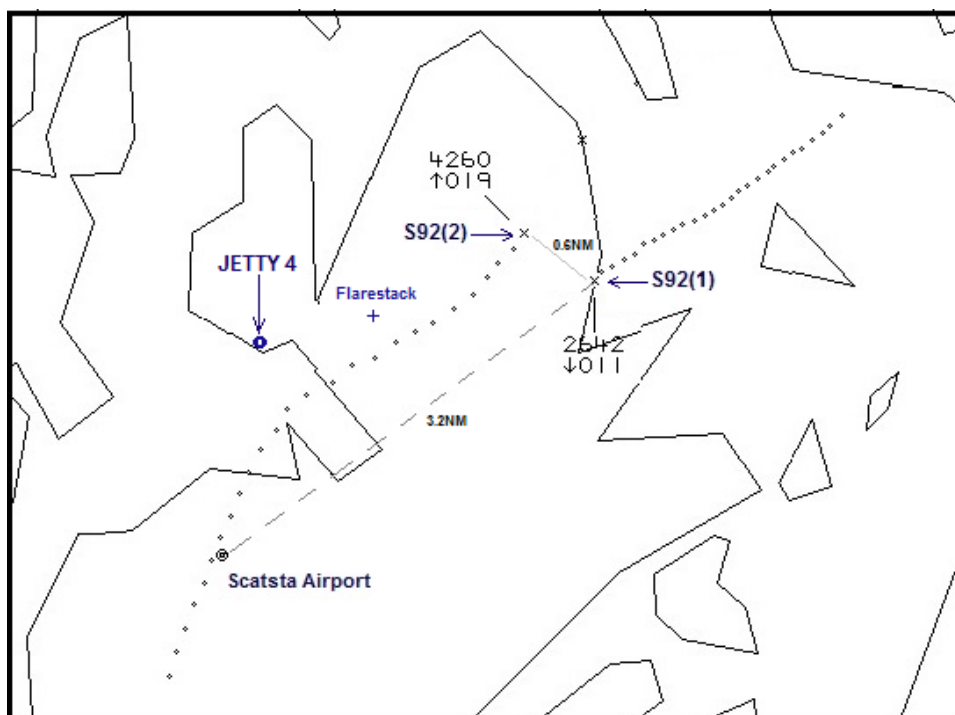 4260
↑019
S92(2)
0.6NM
JETTY 4
S92(1)
Flarestack
2642
↓011
3.2NM
Scatsta Airport